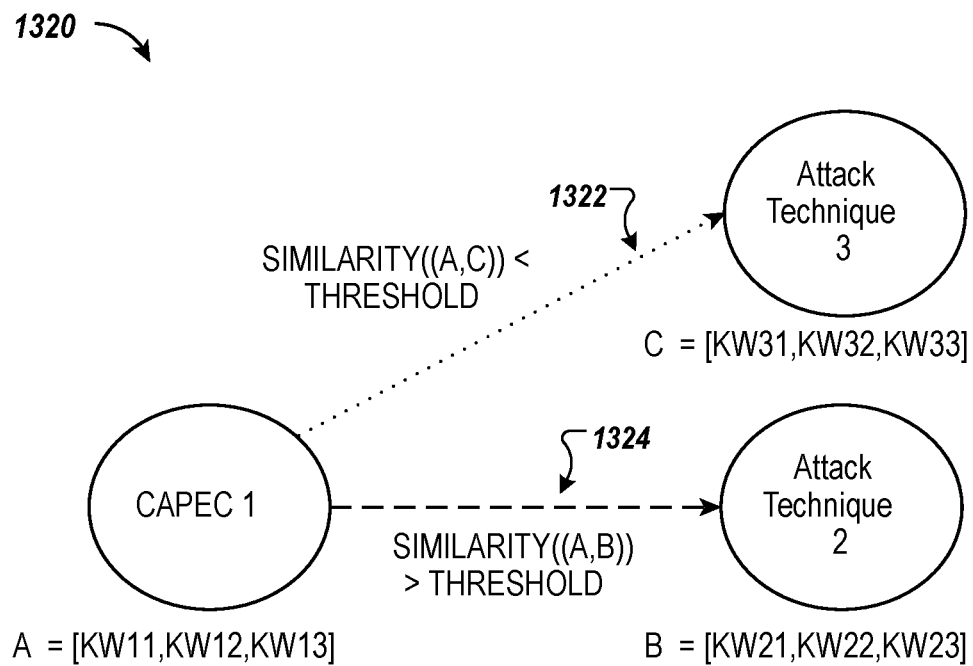 1320
Attack
Technique
3
1322
SIMILARITY((A,C)) <
THRESHOLD
C = [KW31,KW32,KW33]
1324
Attack
Technique
2
CAPEC 1
SIMILARITY((A,B))
> THRESHOLD
A = [KW11,KW12,KW13]
B = [KW21,KW22,KW23]